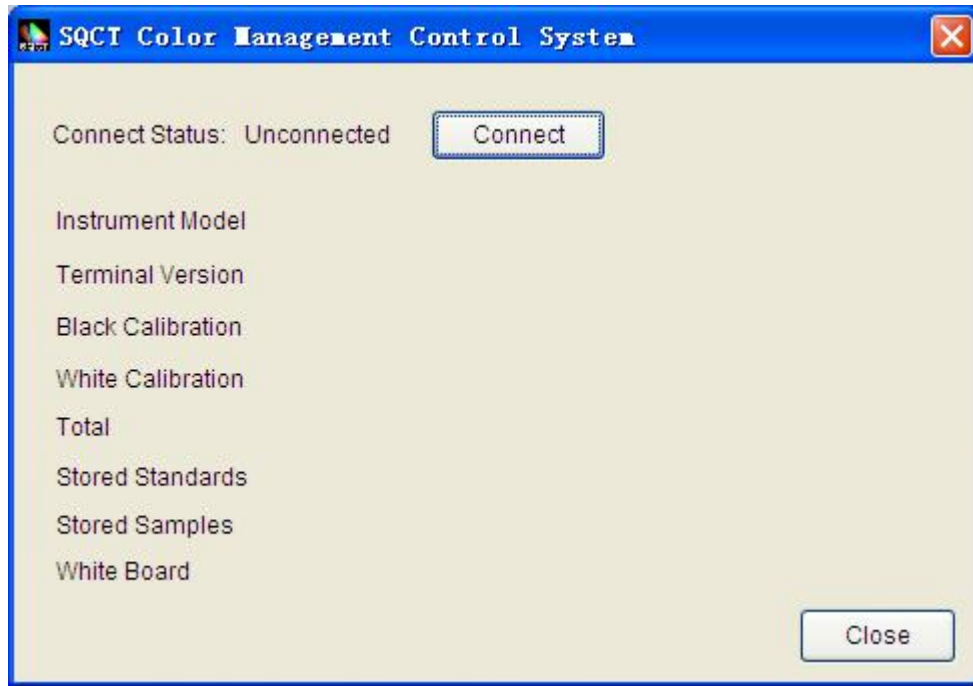 SQCT Color Management Control System
Connect Status: Unconnected Connect
Instrument Model
Terminal Version
Black Calibration
White Calibration
Total
Stored Standards
Stored Samples
White Board
Close